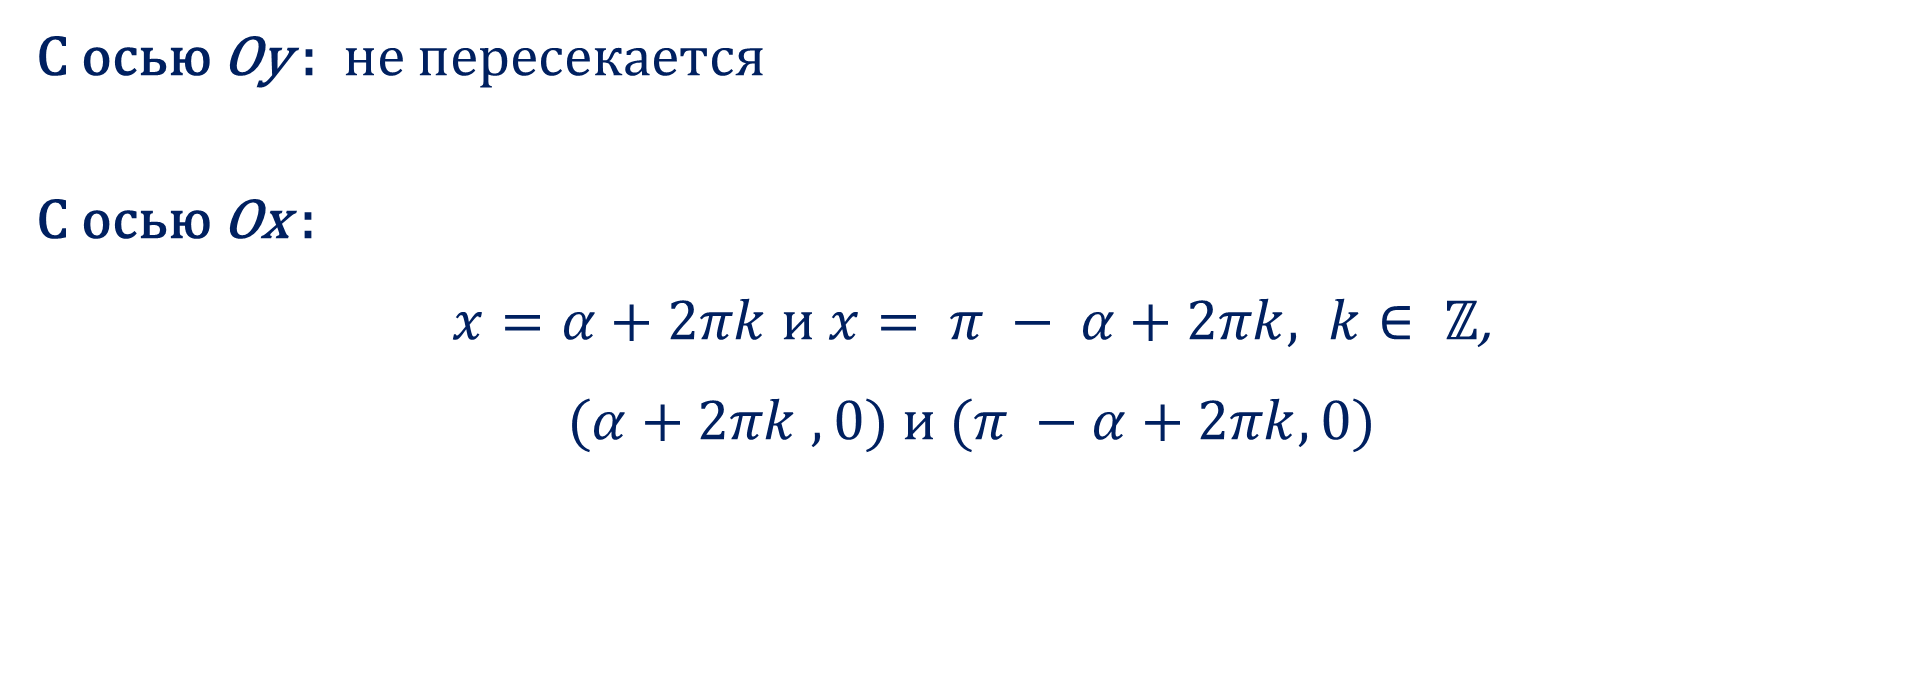 С осью Oy: не пересекается
С осью Ox:
x = α + 2πk и x = π − α + 2πk, k ∈ ℤ,
(α + 2πk , 0) и (π − α + 2πk, 0)